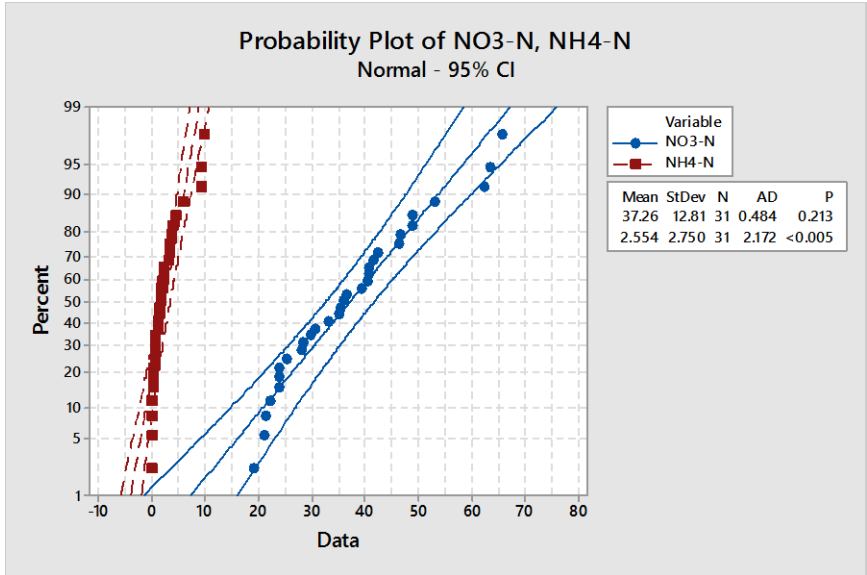 Probability Plot of NO3-N, NH4-N
Normal - 95% CI
99
95
90
80
70
60
50
40
30
20
10
5
1
Percent
-10 0 10 20 30 40 50 60 70 80
Data
Variable
NO3-N
NH4-N
Mean StDev N AD P
37.26 12.81 31 0.484 0.213
2.554 2.750 31 2.172 <0.005